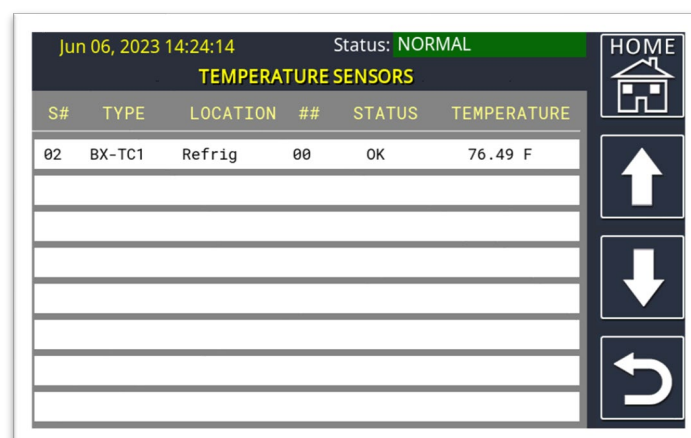 Jun 06, 2023 14:24:14 Status: NORMAL HOME
TEMPERATURE SENSORS
S# TYPE LOCATION ## STATUS TEMPERATURE
02 BX-TC1 Refrig 00 OK 76.49 F